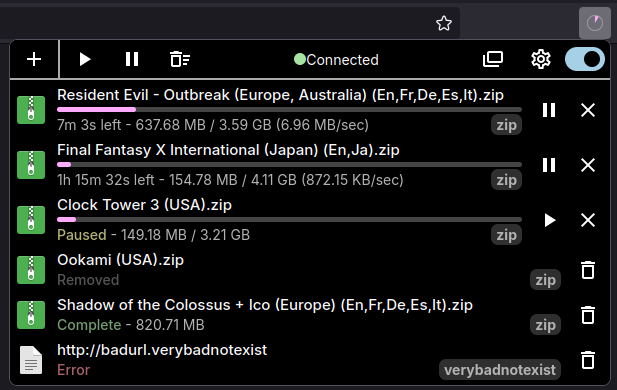 Connected
Resident Evil - Outbreak (Europe, Australia) (En,Fr,De,Es,It).zip
7m 3s left - 637.68 MB / 3.59 GB (6.96 MB/sec) zip
Final Fantasy X International (Japan) (En,Ja).zip
1h 15m 32s left - 154.78 MB / 4.11 GB (872.15 KB/sec) zip
Clock Tower 3 (USA).zip
Paused - 149.18 MB / 3.21 GB zip
Ookami (USA).zip
Removed zip
Shadow of the Colossus + Ico (Europe) (En,Fr,De,Es,It).zip
Complete - 820.71 MB zip
http://badurl.verybadnotexist
Error verybadnotexist